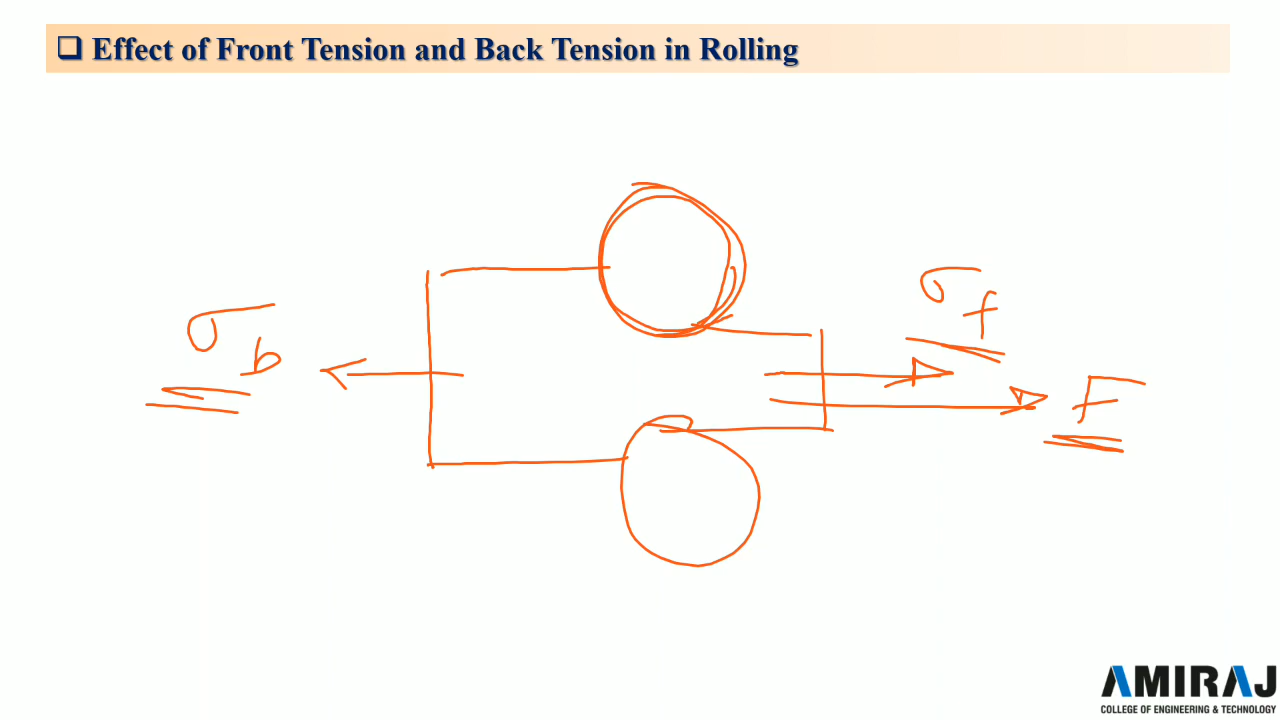 ❑ Effect of Front Tension and Back Tension in Rolling
σb
σf
F
AMIRAJ
COLLEGE OF ENGINEERING & TECHNOLOGY